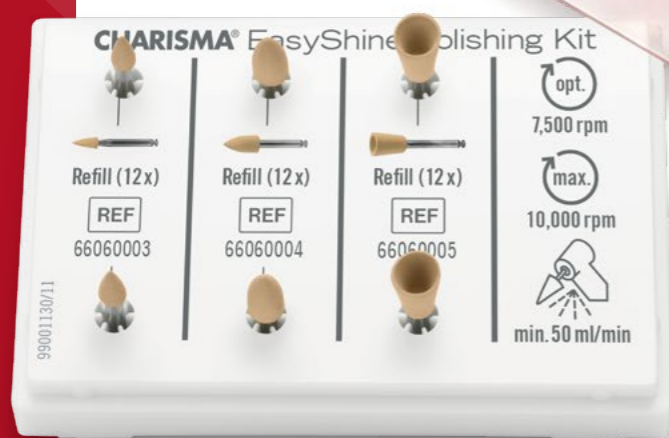 CHARISMA® EasyShine Polishing Kit
Refill (12x)
REF
66060003
Refill (12x)
REF
66060004
Refill (12x)
REF
66060005
opt.
7,500 rpm
max.
10,000 rpm
min. 50 ml/min
99001130/11